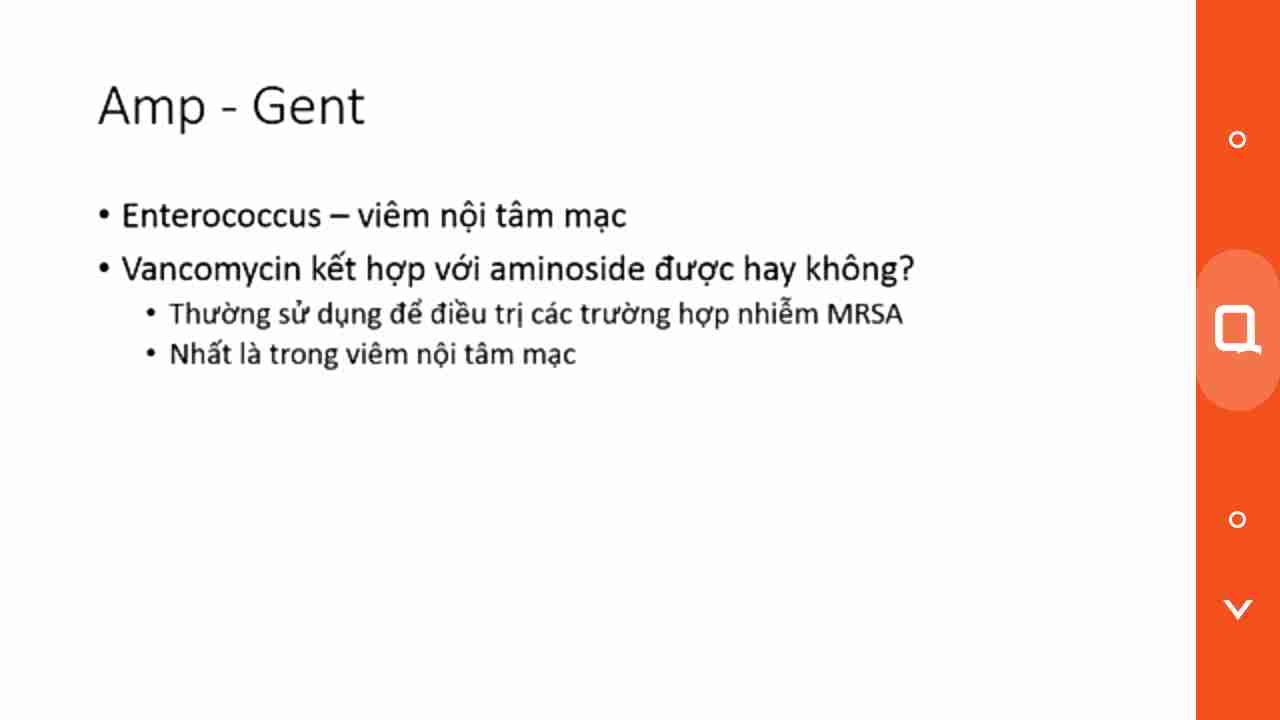 Amp - Gent
• Enterococcus – viêm nội tâm mạc
• Vancomycin kết hợp với aminoside được hay không?
• Thường sử dụng để điều trị các trường hợp nhiễm MRSA
• Nhất là trong viêm nội tâm mạc